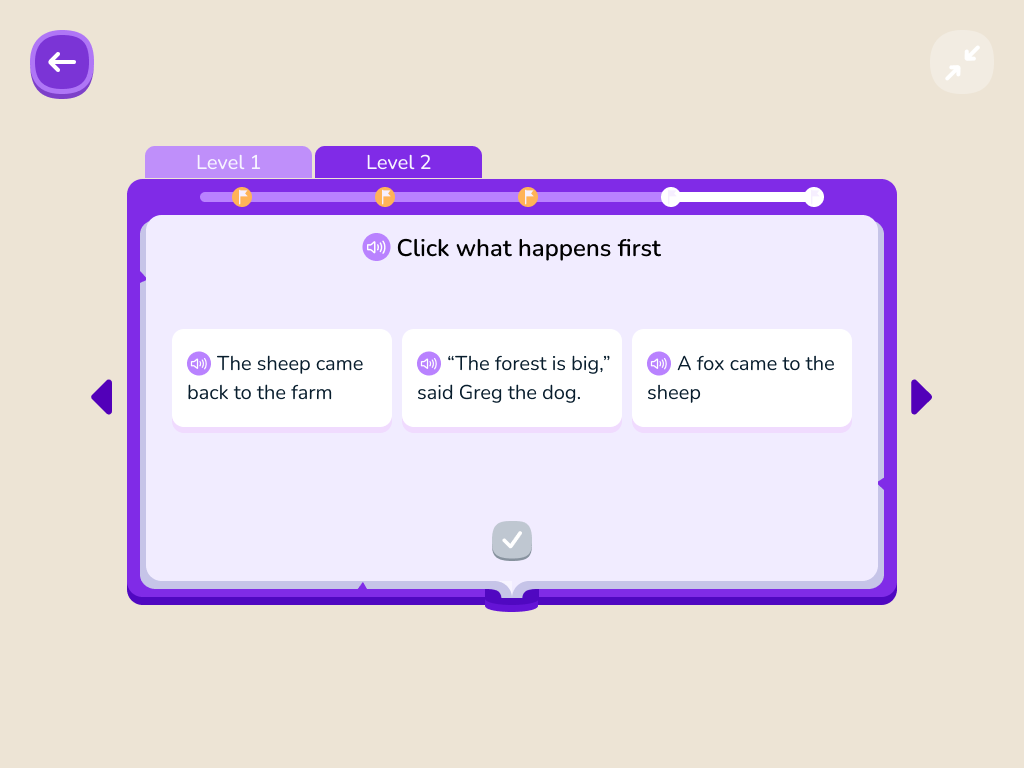 Level 1
Level 2
Click what happens first
The sheep came
back to the farm
“The forest is big,”
said Greg the dog.
A fox came to the
sheep